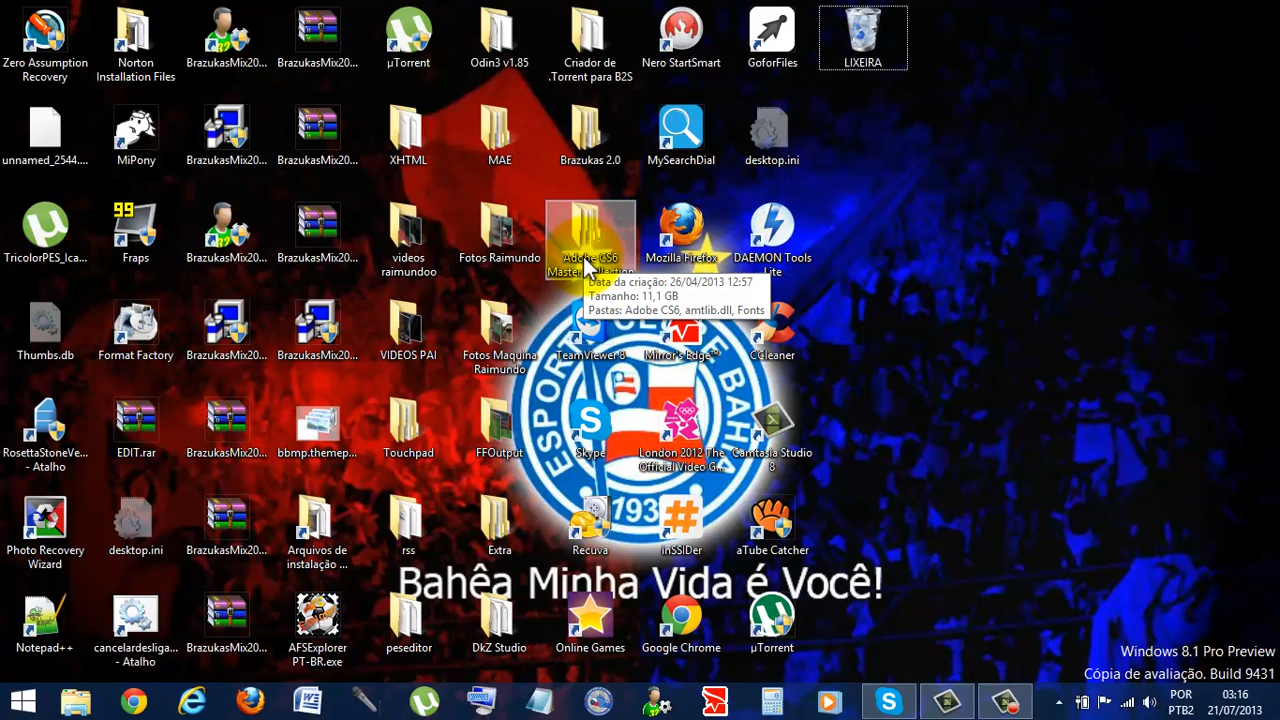 Zero Assumption
Recovery
Norton
Installation Files
BrazukasMix20...
BrazukasMix20...
µTorrent
Odin3 v1.85
Criador de
.Torrent para B2S
Nero StartSmart
GoforFiles
LIXEIRA
unnamed_2544....
MiPony
BrazukasMix20...
BrazukasMix20...
XHTML
MAE
Brazukas 2.0
MySearchDial
desktop.ini
99
TricolorPES_Ica...
Fraps
BrazukasMix20...
BrazukasMix20...
videos
raimundoo
Fotos Raimundo
Adobe CS6
Master Collection
Mozilla Firefox
DAEMON Tools
Lite
Data da criação: 26/04/2013 12:57
Tamanho: 11,1 GB
Pastas: Adobe CS6, amtlib.dll, Fonts
Thumbs.db
Format Factory
BrazukasMix20...
BrazukasMix20...
VIDEOS PAI
Fotos Maquina
Raimundo
TeamViewer 8
Mirror's Edge™
CCleaner
ESPORTE CLUBE BAHIA
1931
RosettaStoneVe...
- Atalho
EDIT.rar
BrazukasMix20...
bbmp.themep...
Touchpad
FFOutput
Skype
London 2012 The
Official Video G...
Camtasia Studio
8
Photo Recovery
Wizard
desktop.ini
BrazukasMix20...
Arquivos de
instalação ...
rss
Extra
Recuva
inSSIDer
aTube Catcher
Bahêa Minha Vida é Você!
Notepad++
cancelardesliga...
- Atalho
BrazukasMix20...
AFSExplorer
PT-BR.exe
peseditor
DkZ Studio
Online Games
Google Chrome
µTorrent
Windows 8.1 Pro Preview
Cópia de avaliação. Build 9431
POR
PTB2
03:16
21/07/2013